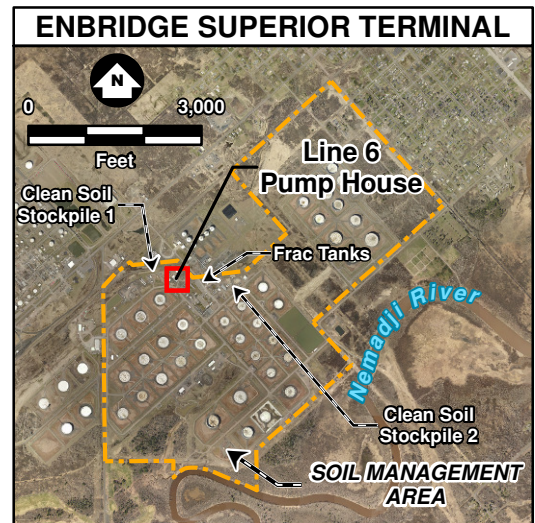 ENBRIDGE SUPERIOR TERMINAL
N
0 3,000
Feet
Line 6
Pump House
Clean Soil
Stockpile 1
Frac Tanks
Nemadji River
Clean Soil
Stockpile 2
SOIL MANAGEMENT
AREA